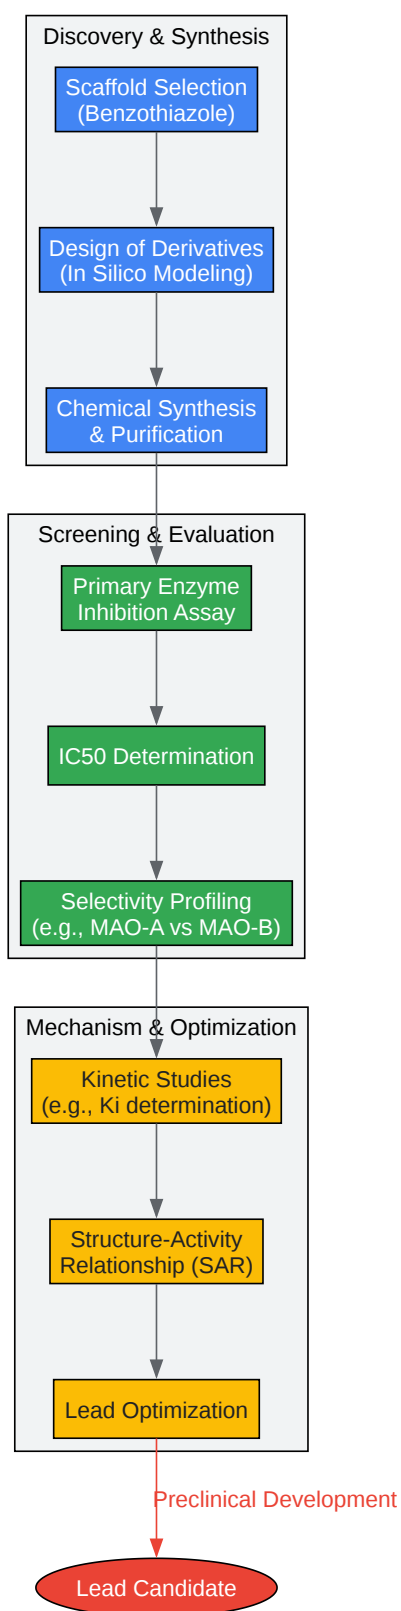 Discovery & Synthesis
Scaffold Selection
(Benzothiazole)
Design of Derivatives
(In Silico Modeling)
Chemical Synthesis
& Purification
Screening & Evaluation
Primary Enzyme
Inhibition Assay
IC50 Determination
Selectivity Profiling
(e.g., MAO-A vs MAO-B)
Mechanism & Optimization
Kinetic Studies
(e.g., Ki determination)
Structure-Activity
Relationship (SAR)
Lead Optimization
Preclinical Development
Lead Candidate